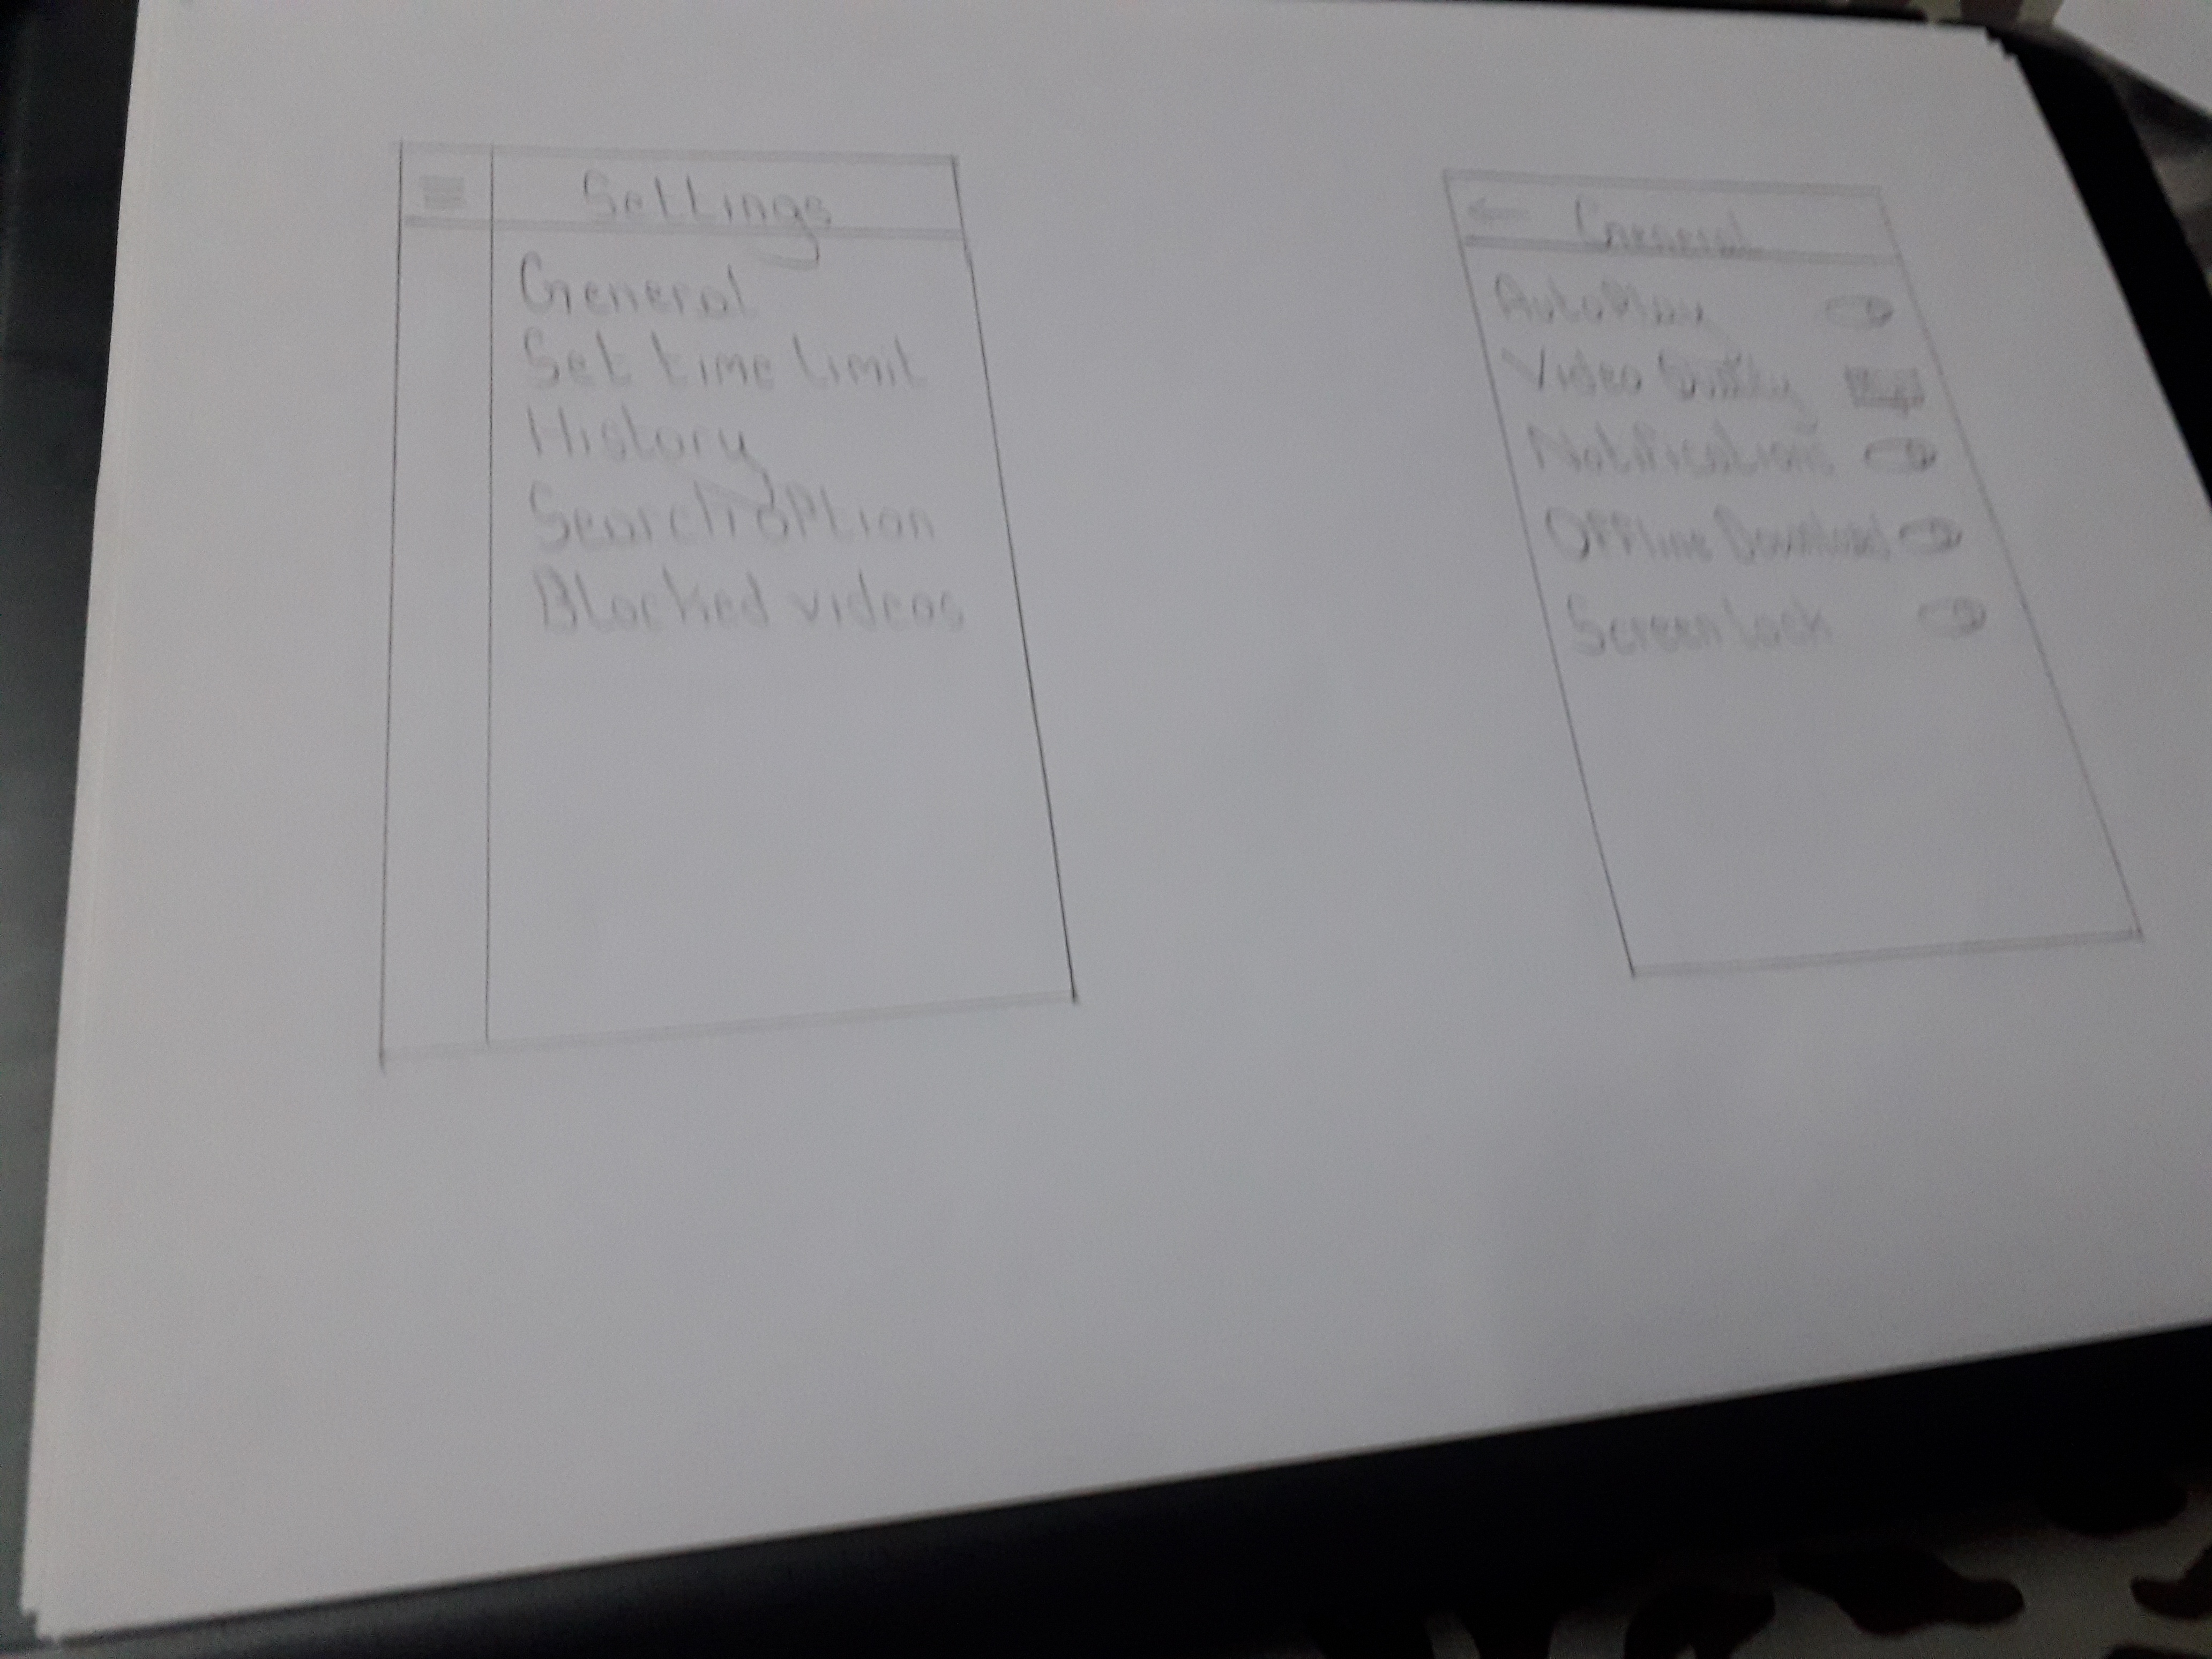 Settings
General
Set time limit
History
Search option
Blocked videos
General
AutoPlay
Video Quality
Notifications
Offline Download
Screen lock